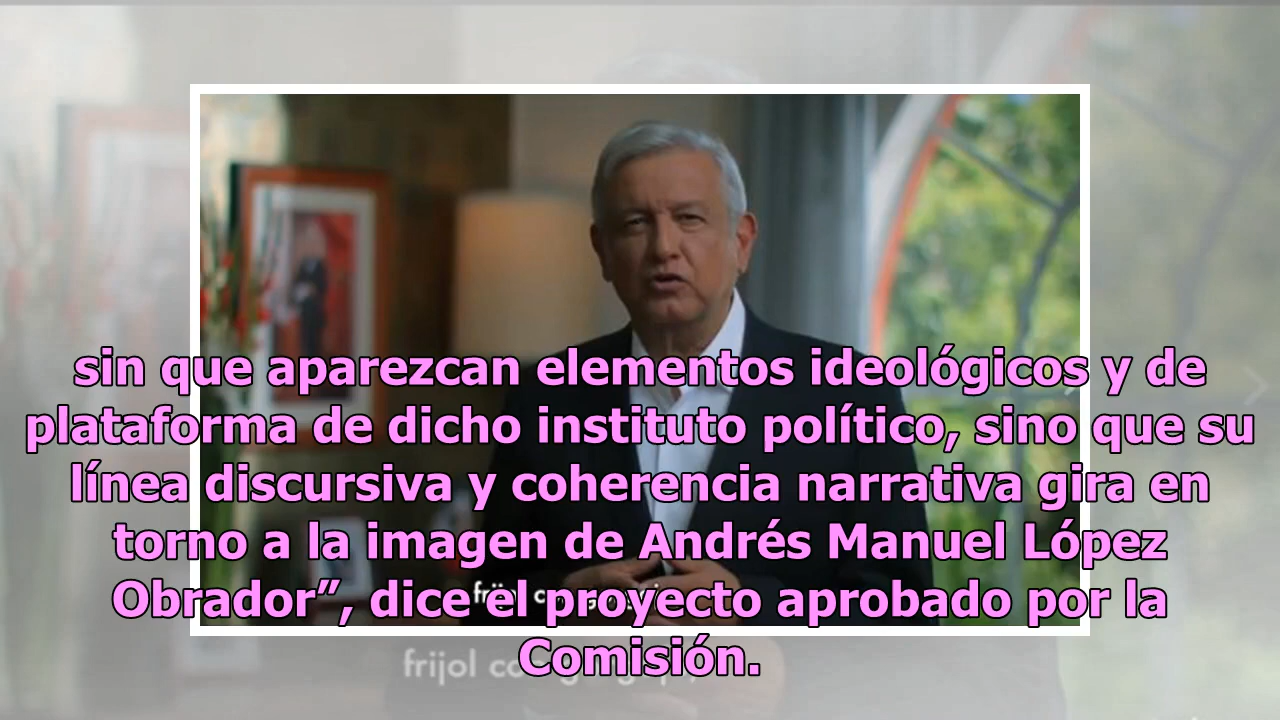 sin que aparezcan elementos ideológicos y de
plataforma de dicho instituto político, sino que su
línea discursiva y coherencia narrativa gira en
torno a la imagen de Andrés Manuel López
Obrador”, dice el proyecto aprobado por la
Comisión.
frijol